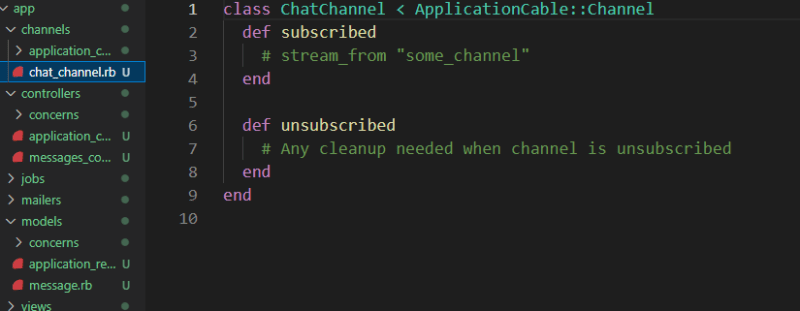 app
channels
application_c...
chat_channel.rb U
controllers
concerns
application_c... U
messages_co... U
jobs
mailers
models
concerns
application_re... U
message.rb U
views
1 class ChatChannel < ApplicationCable::Channel
2 def subscribed
3 # stream_from "some_channel"
4 end
5
6 def unsubscribed
7 # Any cleanup needed when channel is unsubscribed
8 end
9 end
10